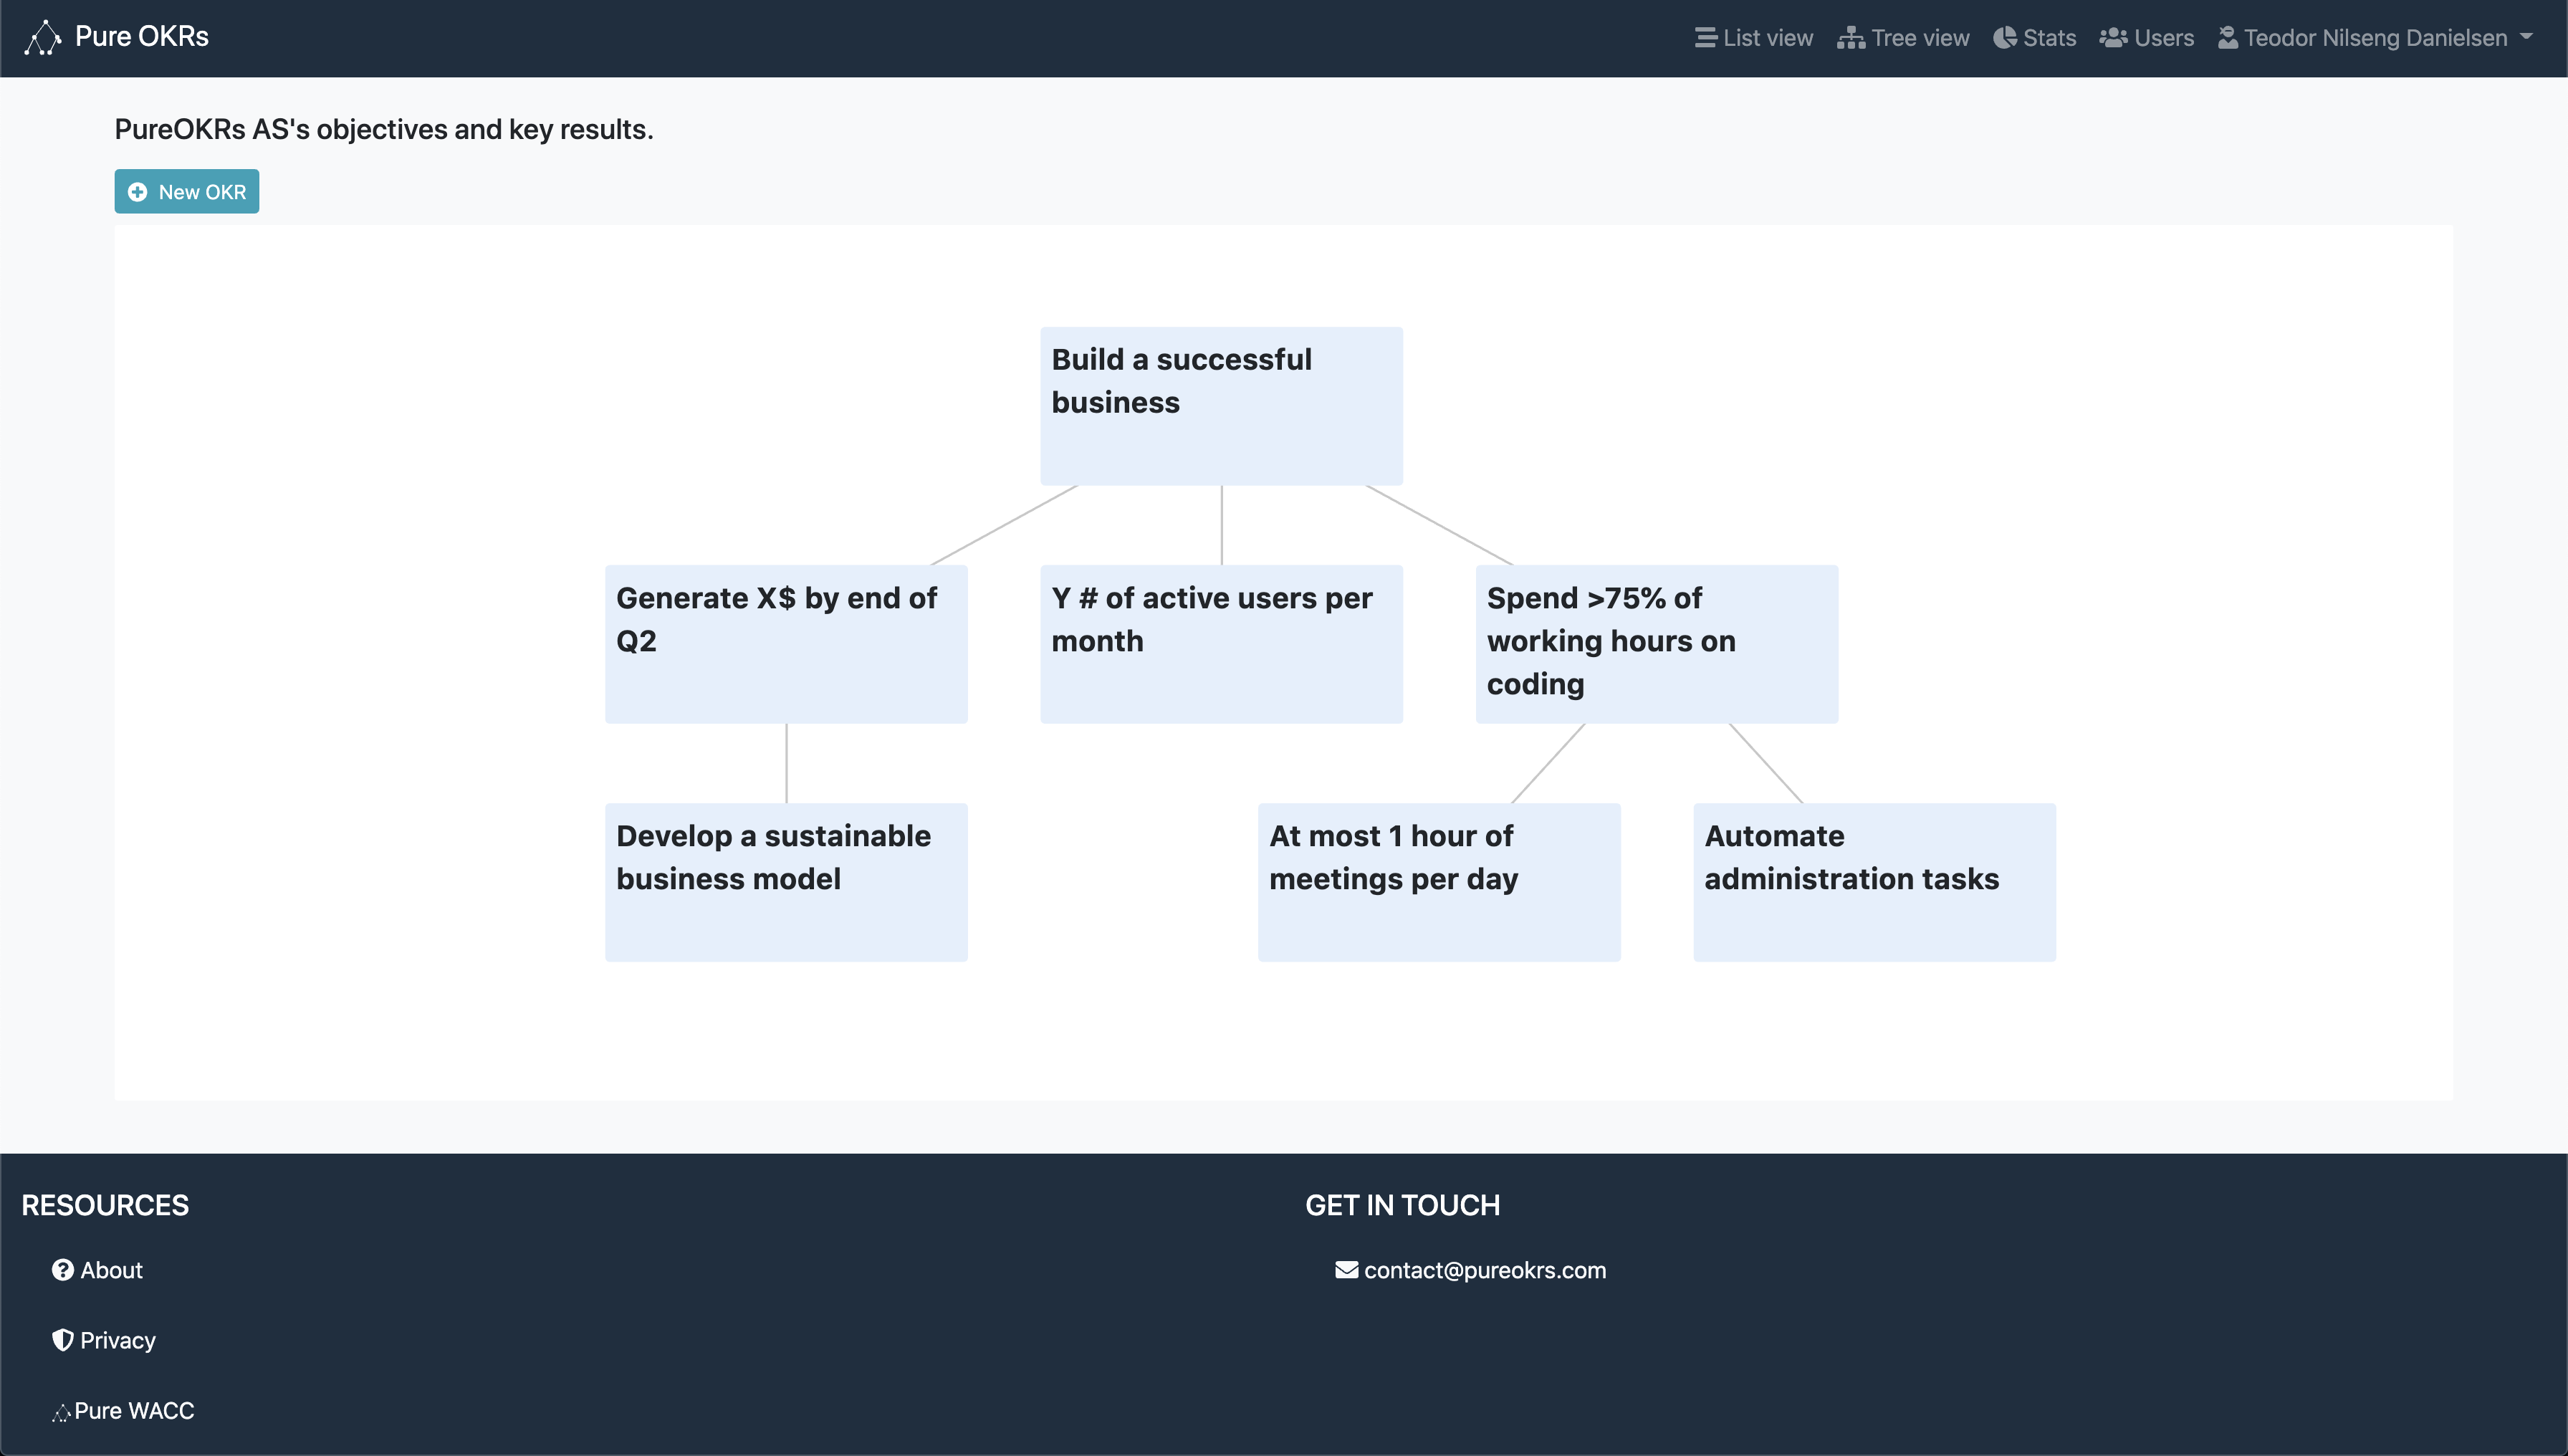 Pure OKRs
List view
Tree view
Stats
Users
Teodor Nilseng Danielsen
PureOKRs AS's objectives and key results.
New OKR
Build a successful
business
Generate X$ by end of
Q2
Y # of active users per
month
Spend >75% of
working hours on
coding
Develop a sustainable
business model
At most 1 hour of
meetings per day
Automate
administration tasks
RESOURCES
About
Privacy
Pure WACC
GET IN TOUCH
contact@pureokrs.com